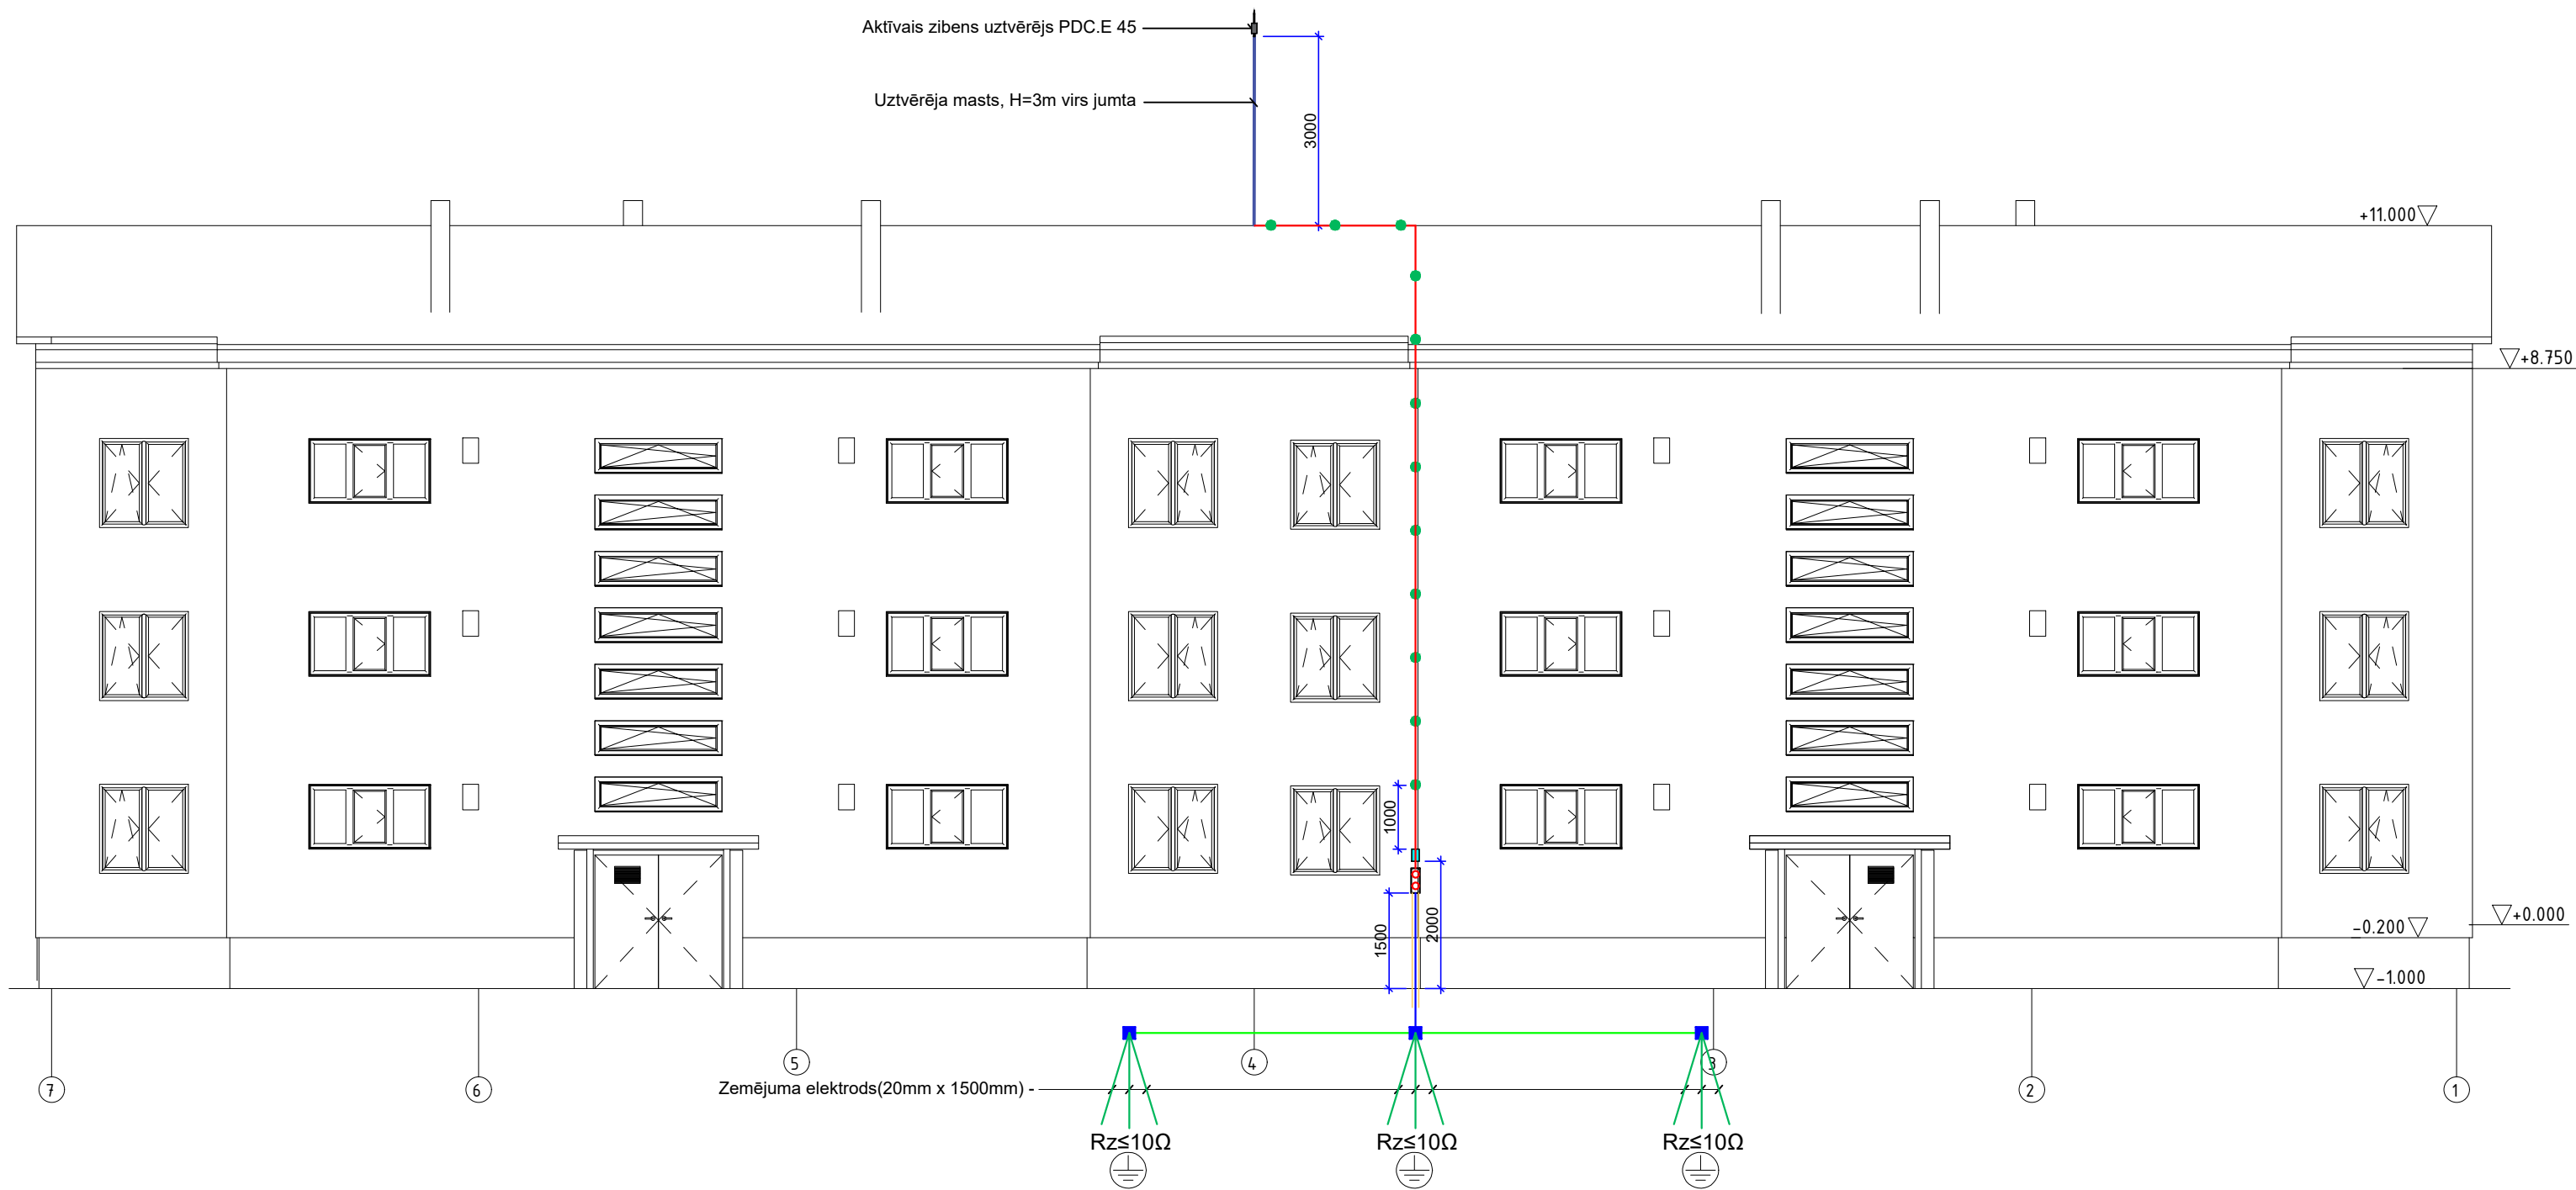 Aktīvais zibens uztvērējs PDC.E 45
Uztvērēja masts, H=3m virs jumta
3000
+11.000
+8.750
1000
1500
2000
+0.000
-0.200
-1.000
7
6
5
4
3
2
1
Zemējuma elektrods(20mm x 1500mm) -
Rz≤10Ω
Rz≤10Ω
Rz≤10Ω